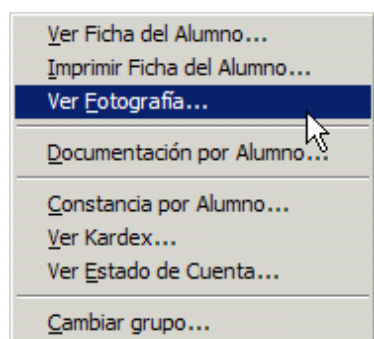 Ver Ficha del Alumno...
Imprimir Ficha del Alumno...
Ver Fotografía...
Documentación por Alumno...
Constancia por Alumno...
Ver Kardex...
Ver Estado de Cuenta...
Cambiar grupo...